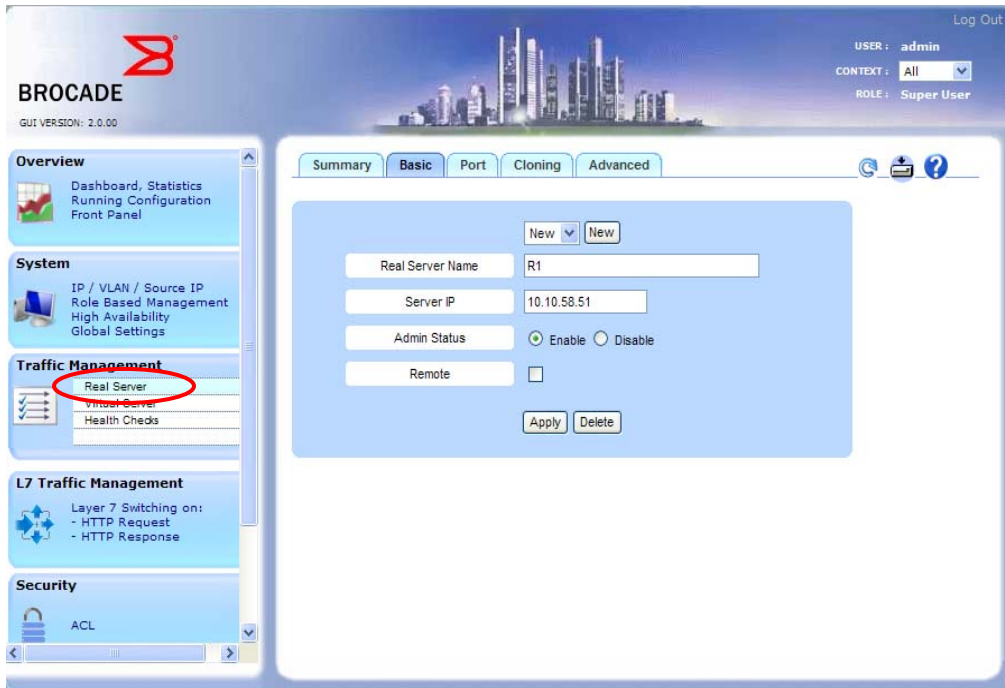 Log Out
USER : admin
CONTEXT : All
ROLE : Super User
BROCADE
GUI VERSION: 2.0.00
Overview
Dashboard, Statistics
Running Configuration
Front Panel
System
IP / VLAN / Source IP
Role Based Management
High Availability
Global Settings
Traffic Management
Real Server
Virtual Server
Health Checks
L7 Traffic Management
Layer 7 Switching on:
- HTTP Request
- HTTP Response
Security
ACL
Summary Basic Port Cloning Advanced
New New
Real Server Name R1
Server IP 10.10.58.51
Admin Status Enable Disable
Remote
Apply Delete